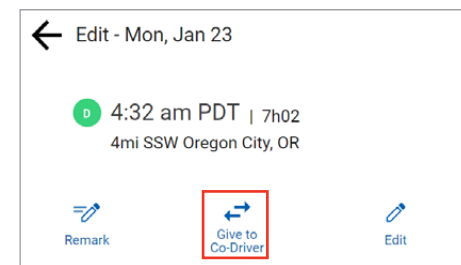 Edit - Mon, Jan 23
D 4:32 am PDT | 7h02
4mi SSW Oregon City, OR
Remark
Give to
Co-Driver
Edit